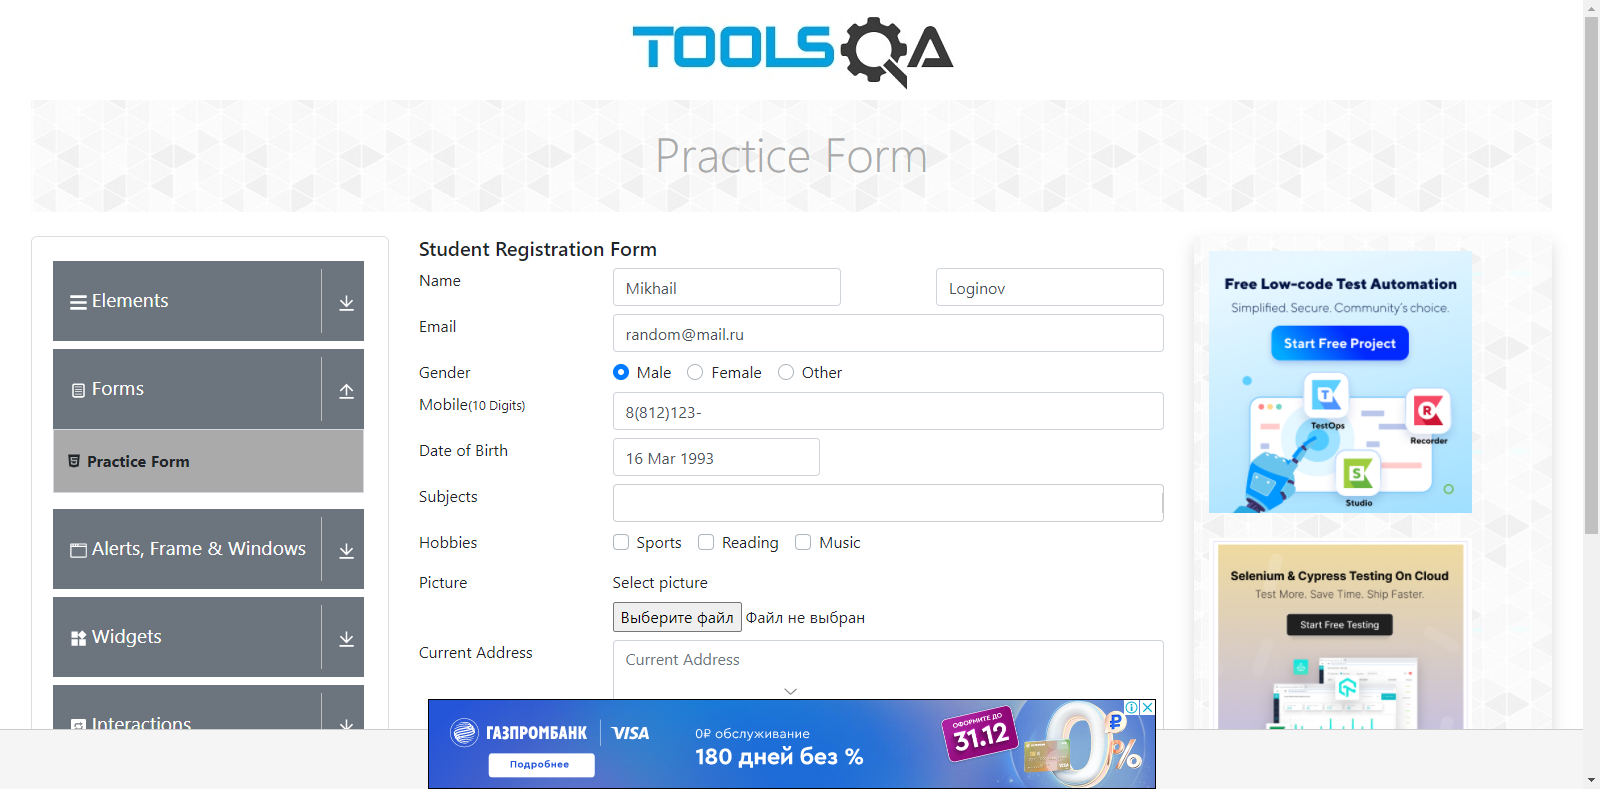 TOOLSQA
Practice Form
Elements
Forms
Practice Form
Alerts, Frame & Windows
Widgets
Interactions
Student Registration Form
Name
Mikhail
Loginov
Email
random@mail.ru
Gender
Male
Female
Other
Mobile(10 Digits)
8(812)123-
Date of Birth
16 Mar 1993
Subjects
Hobbies
Sports
Reading
Music
Picture
Select picture
Выберите файл
Файл не выбран
Current Address
Current Address
Free Low-code Test Automation
Simplified. Secure. Community's choice.
Start Free Project
TestOps
Recorder
Studio
Selenium & Cypress Testing On Cloud
Test More. Save Time. Ship Faster.
Start Free Testing
ГАЗПРОМБАНК
VISA
Подробнее
0₽ обслуживание
180 дней без %
ОФОРМИТЕ ДО
31.12
0₽%